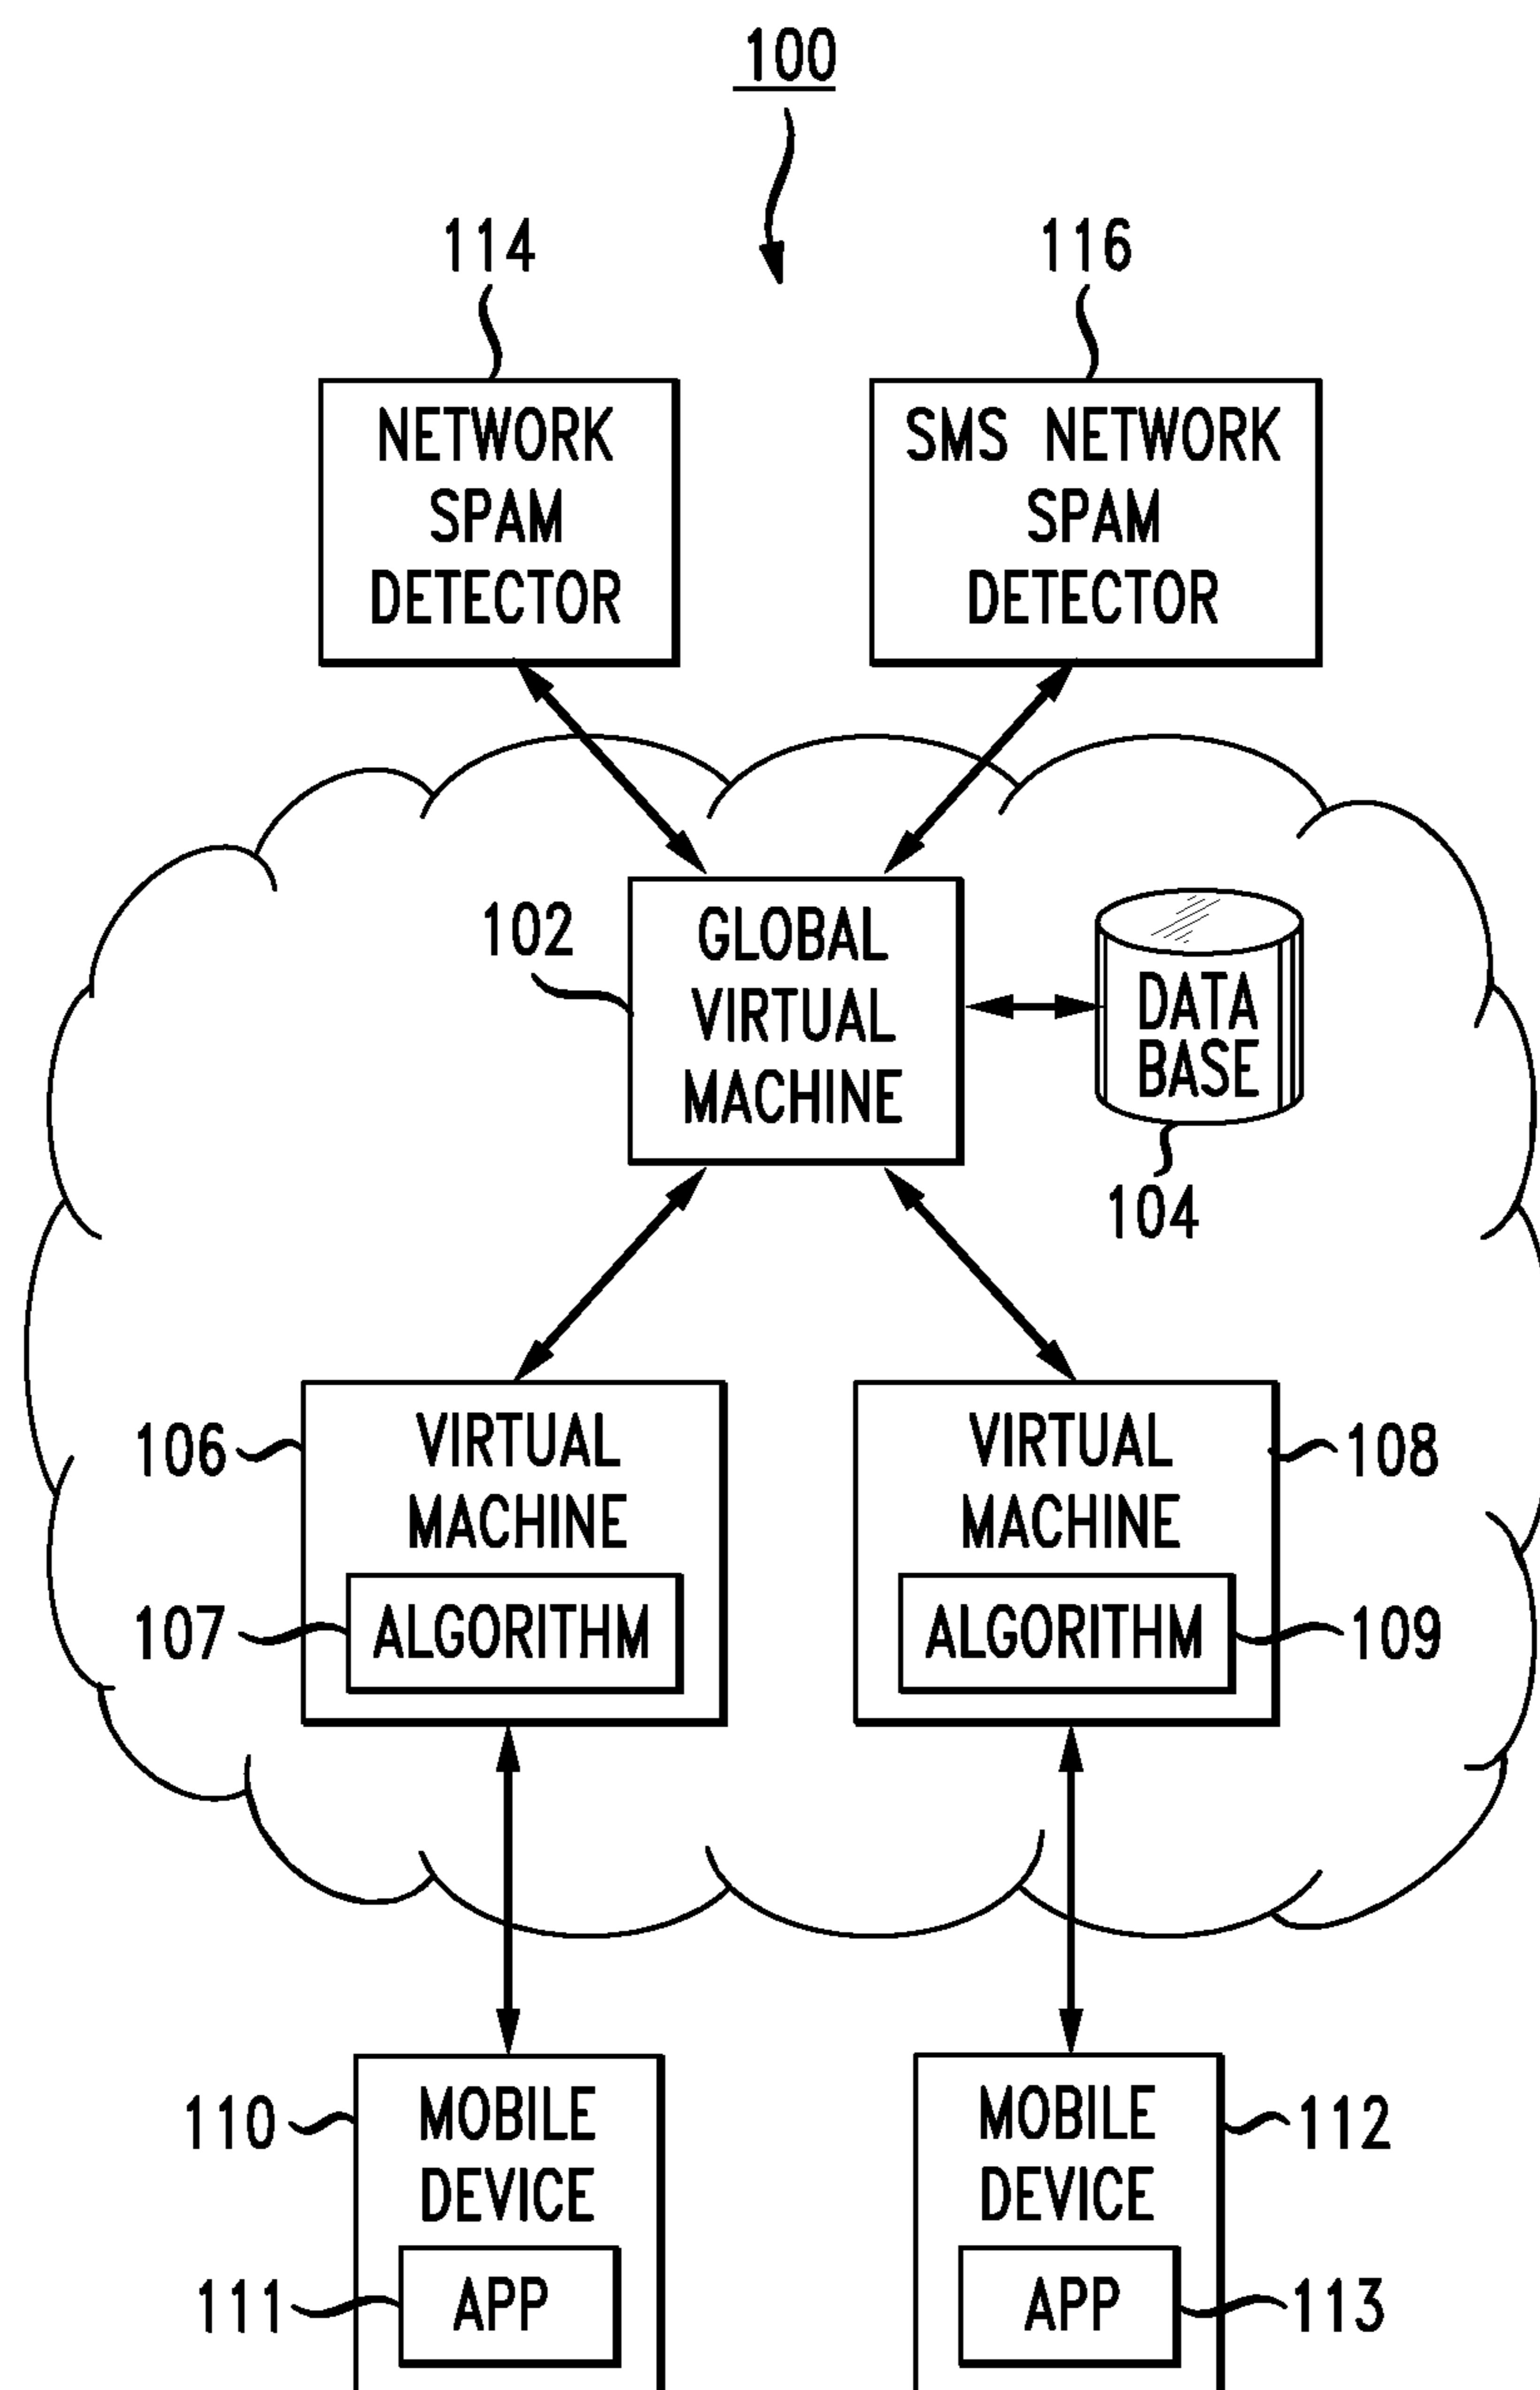 100
114
116
NETWORK
SPAM
DETECTOR
SMS NETWORK
SPAM
DETECTOR
102
GLOBAL
VIRTUAL
MACHINE
DATA
BASE
104
106
VIRTUAL
MACHINE
107
ALGORITHM
VIRTUAL
MACHINE
108
ALGORITHM
109
110
MOBILE
DEVICE
111
APP
MOBILE
DEVICE
112
APP
113